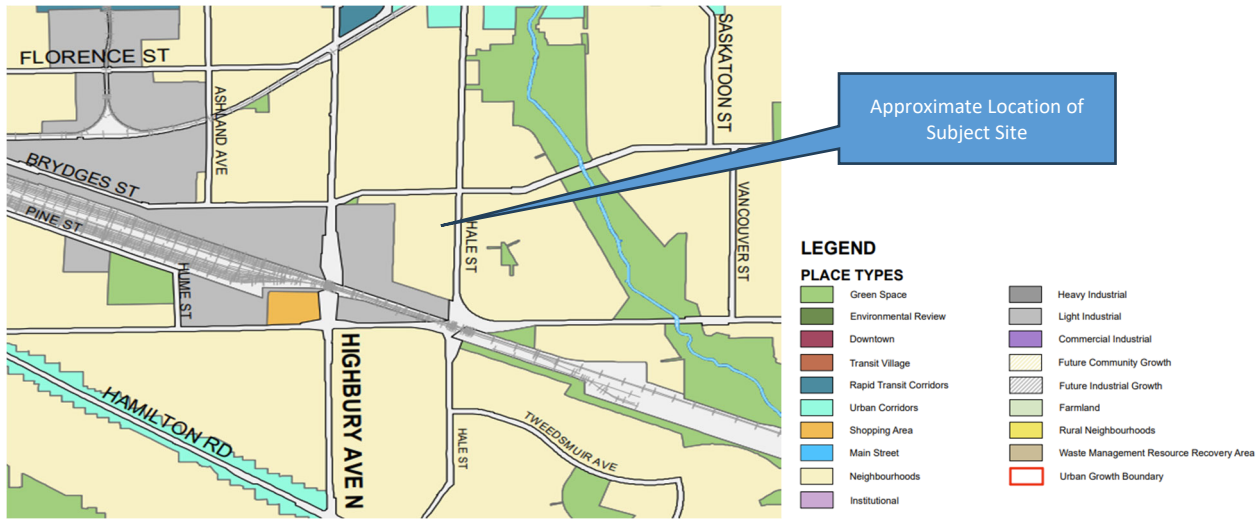 FLORENCE ST
ASHLAND AVE
SASKATOON ST
BRYDGES ST
PINE ST
HUME ST
HALE ST
VANCOUVER ST
HIGHBURY AVE N
HAMILTON RD
HALE ST
TWEEDSMUIR AVE
Approximate Location of
Subject Site
LEGEND
PLACE TYPES
Green Space
Environmental Review
Downtown
Transit Village
Rapid Transit Corridors
Urban Corridors
Shopping Area
Main Street
Neighbourhoods
Institutional
Heavy Industrial
Light Industrial
Commercial Industrial
Future Community Growth
Future Industrial Growth
Farmland
Rural Neighbourhoods
Waste Management Resource Recovery Area
Urban Growth Boundary